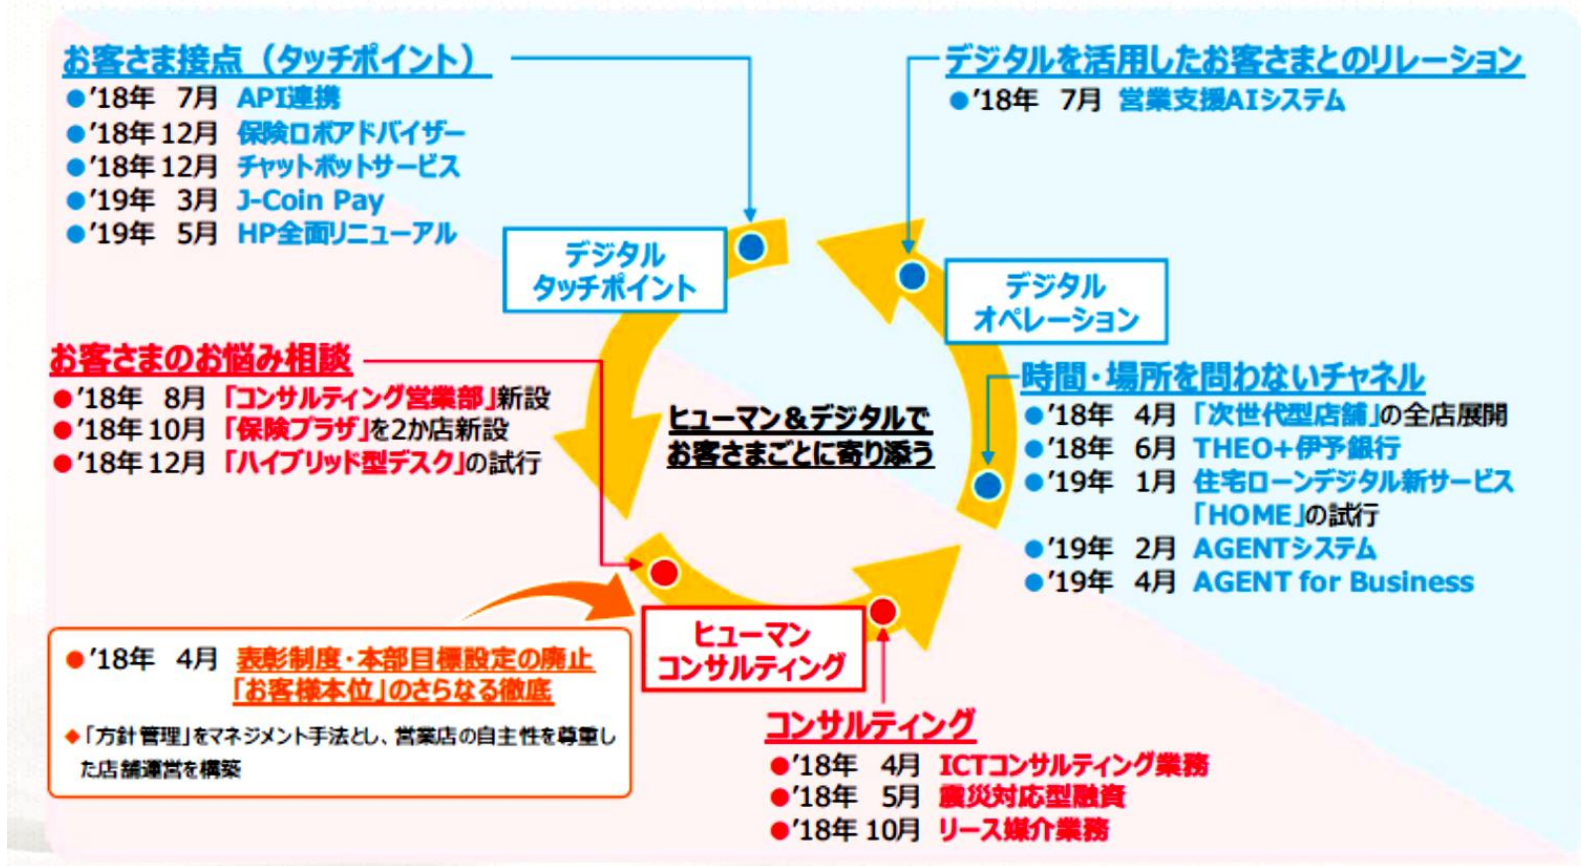 お客さま接点（タッチポイント）
●'18年 7月 API連携
●'18年12月 保険ロボアドバイザー
●'18年12月 チャットボットサービス
●'19年 3月 J-Coin Pay
●'19年 5月 HP全面リニューアル
デジタルを活用したお客さまとのリレーション
●'18年 7月 営業支援AIシステム
デジタル
タッチポイント
デジタル
オペレーション
お客さまのお悩み相談
●'18年 8月 「コンサルティング営業部」新設
●'18年10月 「保険プラザ」を2か店新設
●'18年12月 「ハイブリッド型デスク」の試行
ヒューマン＆デジタルで
お客さまごとに寄り添う
時間・場所を問わないチャネル
●'18年 4月 「次世代型店舗」の全店展開
●'18年 6月 THEO+伊予銀行
●'19年 1月 住宅ローンデジタル新サービス
「HOME」の試行
●'19年 2月 AGENTシステム
●'19年 4月 AGENT for Business
●'18年 4月 表彰制度・本部目標設定の廃止
「お客様本位」のさらなる徹底
◆「方針管理」をマネジメント手法とし、営業店の自主性を尊重し
た店舗運営を構築
ヒューマン
コンサルティング
コンサルティング
●'18年 4月 ICTコンサルティング業務
●'18年 5月 震災対応型融資
●'18年10月 リース媒介業務